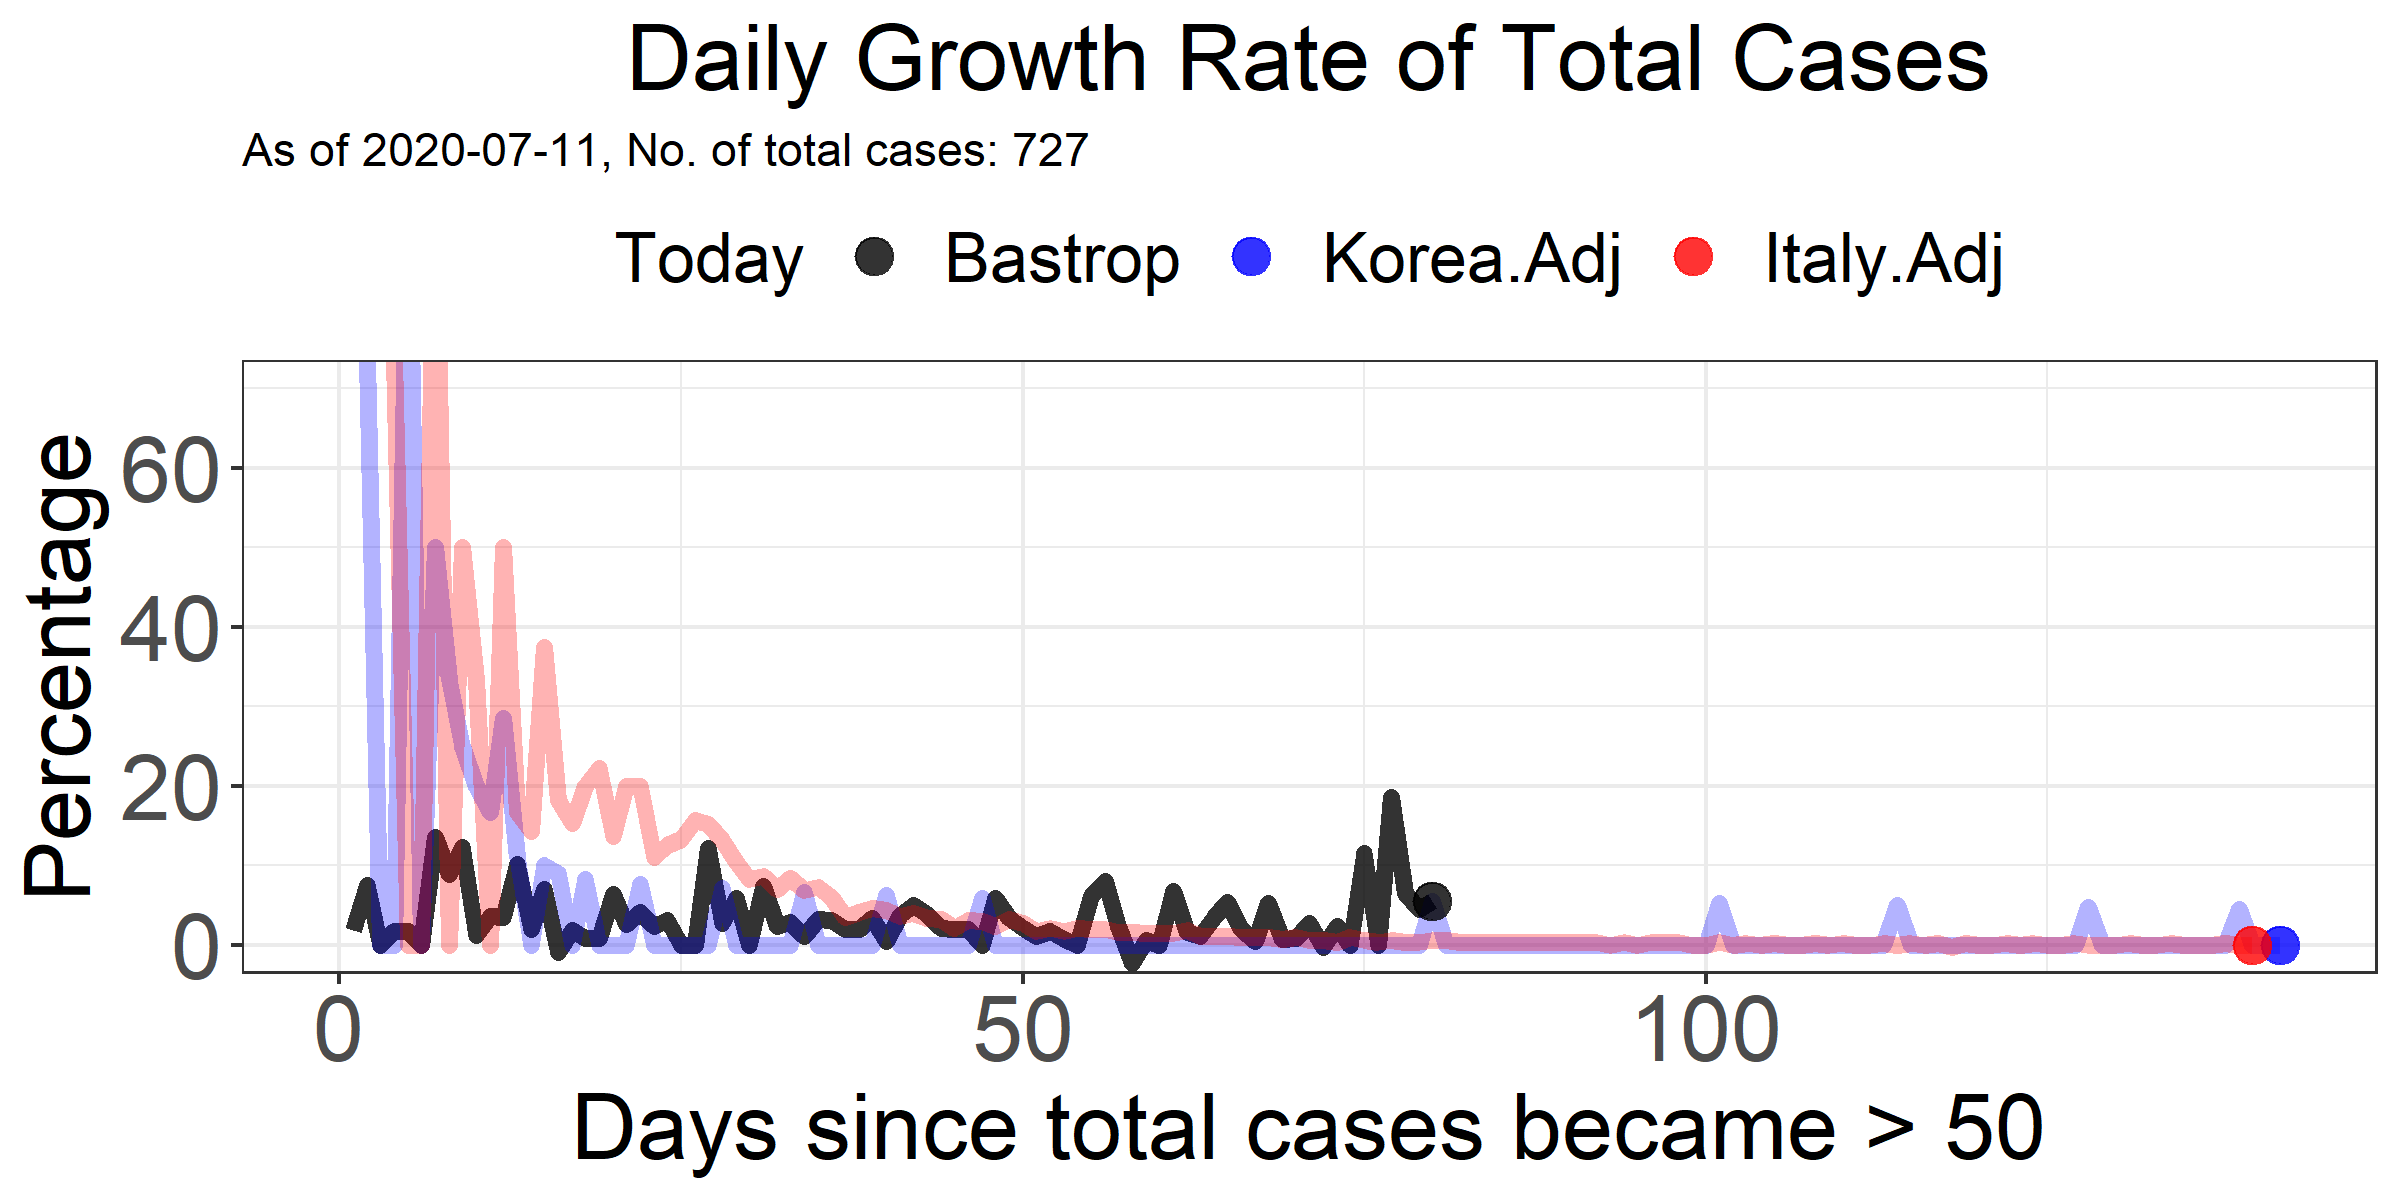 Daily Growth Rate of Total Cases
As of 2020-07-11, No. of total cases: 727
Today Bastrop Korea.Adj Italy.Adj
Percentage
60
40
20
0
0 50 100
Days since total cases became > 50